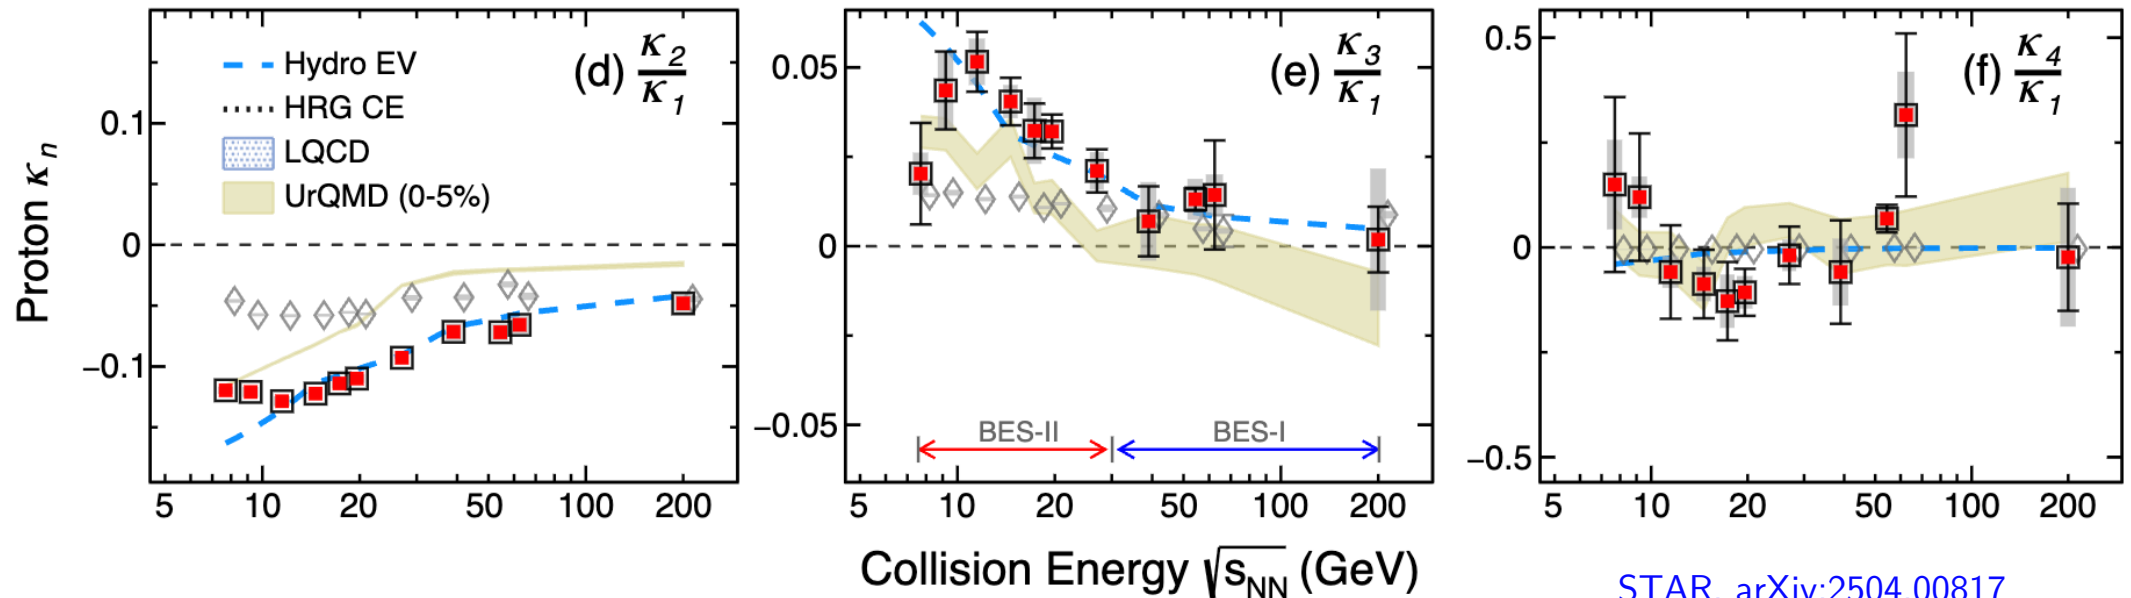 Proton κn
Hydro EV
HRG CE
LQCD
UrQMD (0-5%)
(d) κ2
κ1
0.1
0
−0.1
5 10 20 50 100 200
(e) κ3
κ1
0.05
0
−0.05
BES-II BES-I
5 10 20 50 100 200
(f) κ4
κ1
0.5
0
−0.5
5 10 20 50 100 200
Collision Energy √sNN (GeV)
STAR, arXiv:2504.00817